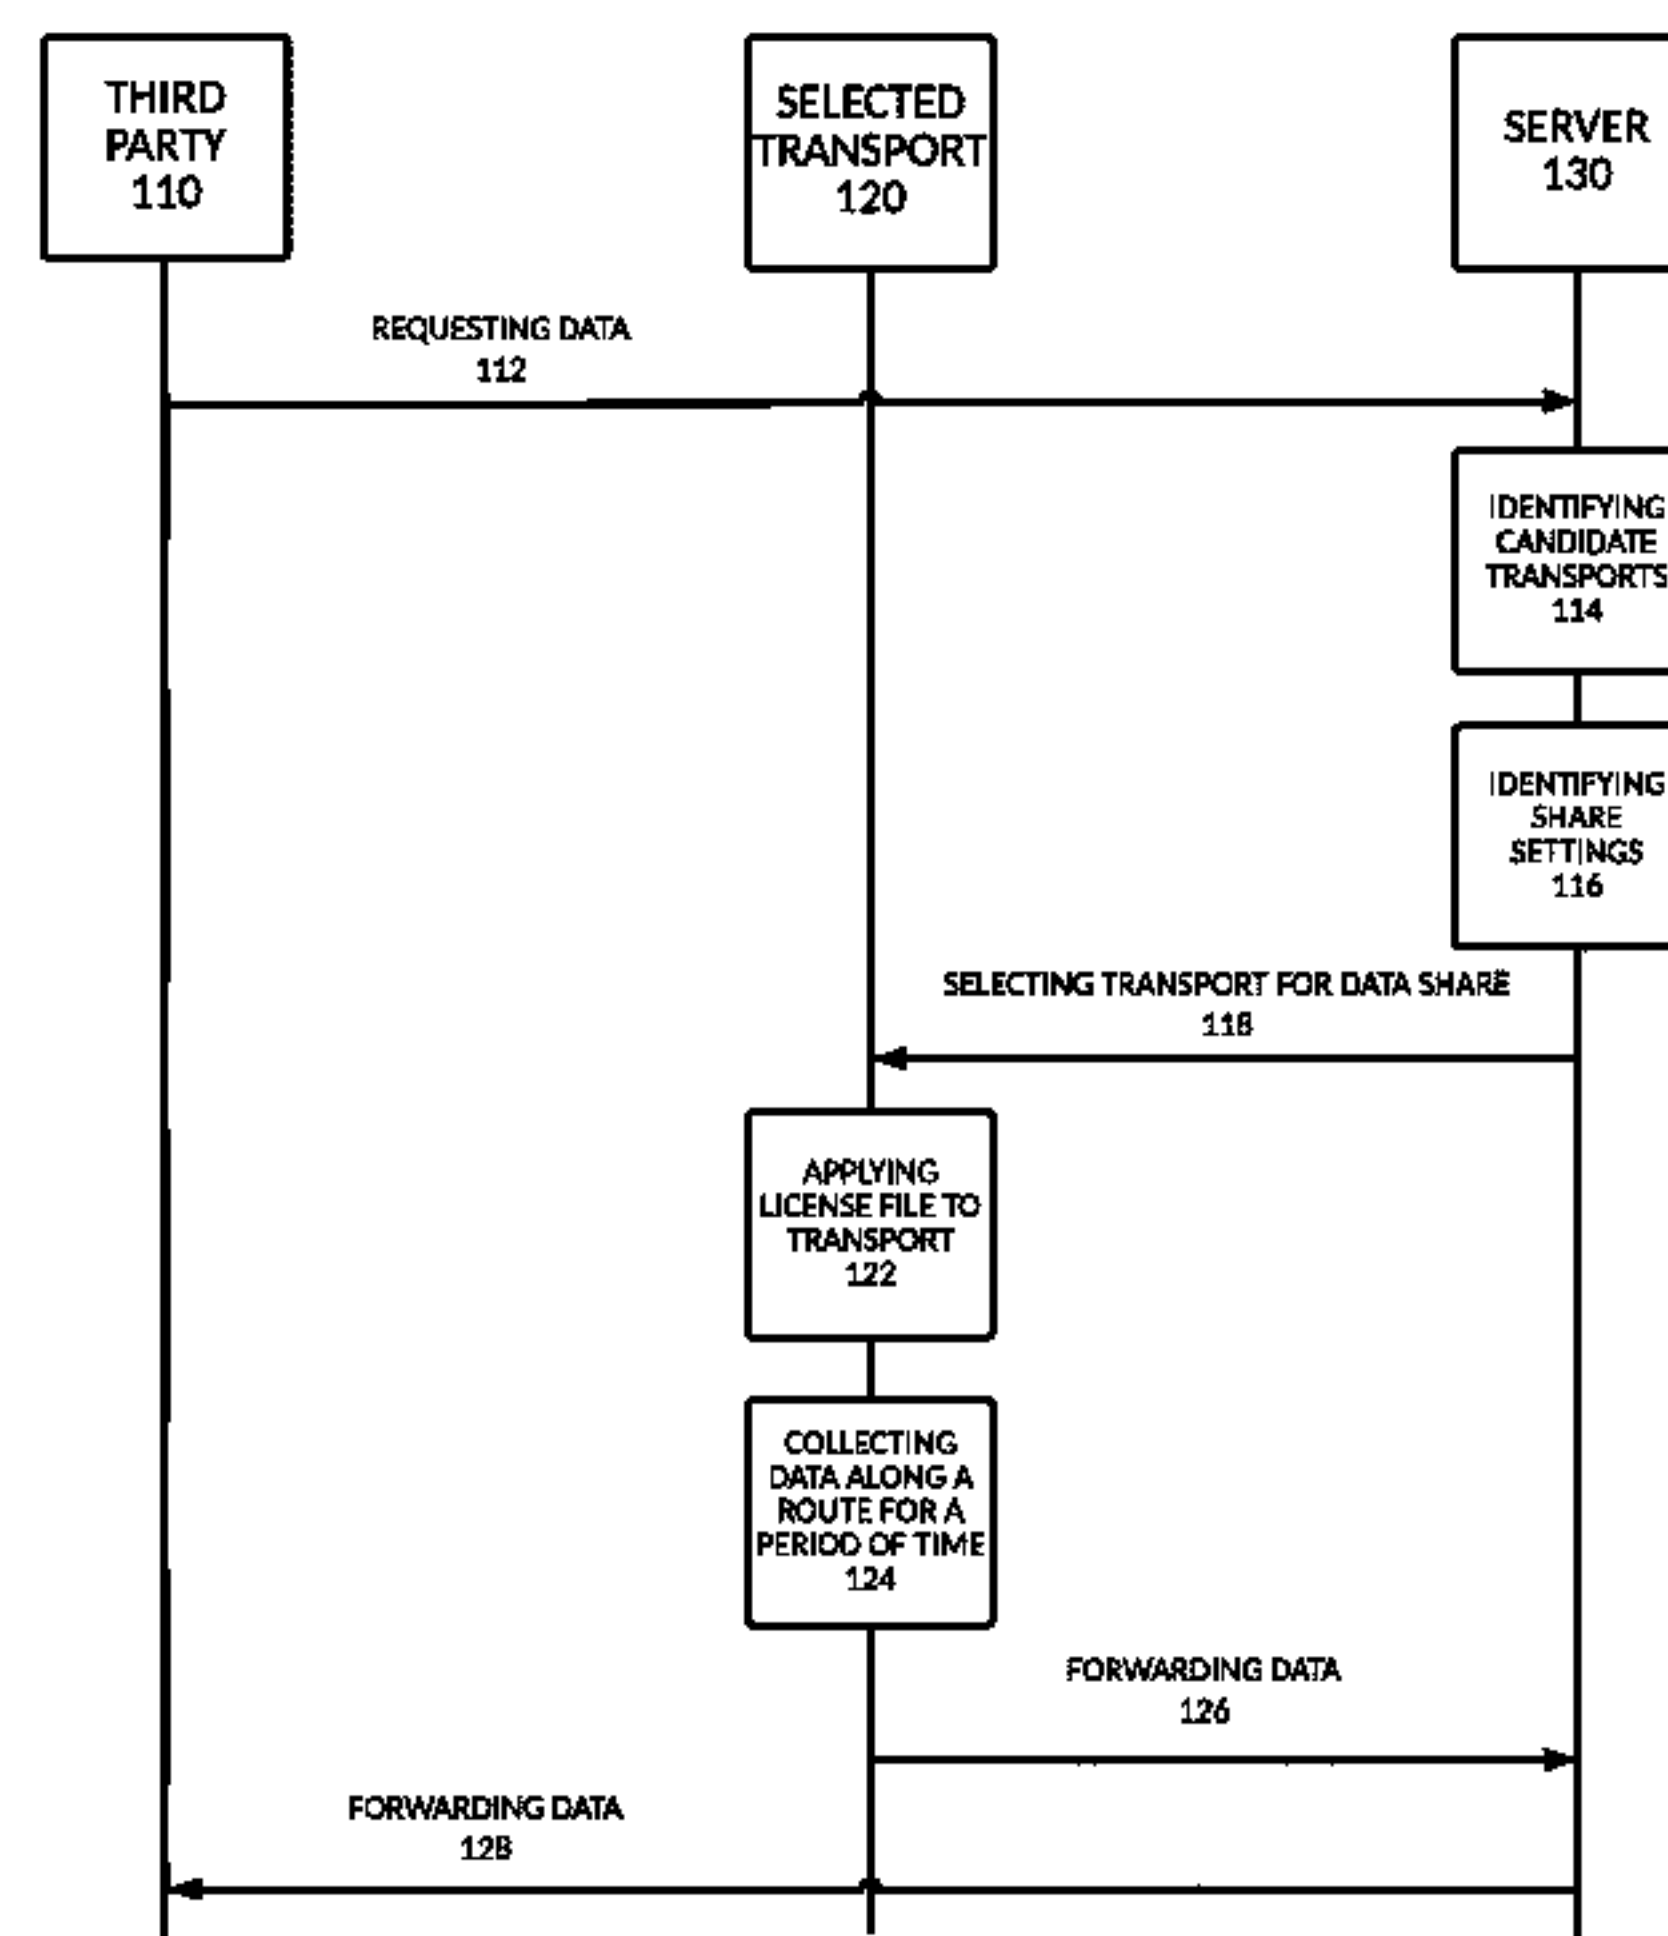 THIRD
PARTY
110
SELECTED
TRANSPORT
120
SERVER
130
REQUESTING DATA
112
IDENTIFYING
CANDIDATE
TRANSPORTS
114
IDENTIFYING
SHARE
SETTINGS
116
SELECTING TRANSPORT FOR DATA SHARE
118
APPLYING
LICENSE FILE TO
TRANSPORT
122
COLLECTING
DATA ALONG A
ROUTE FOR A
PERIOD OF TIME
124
FORWARDING DATA
126
FORWARDING DATA
128